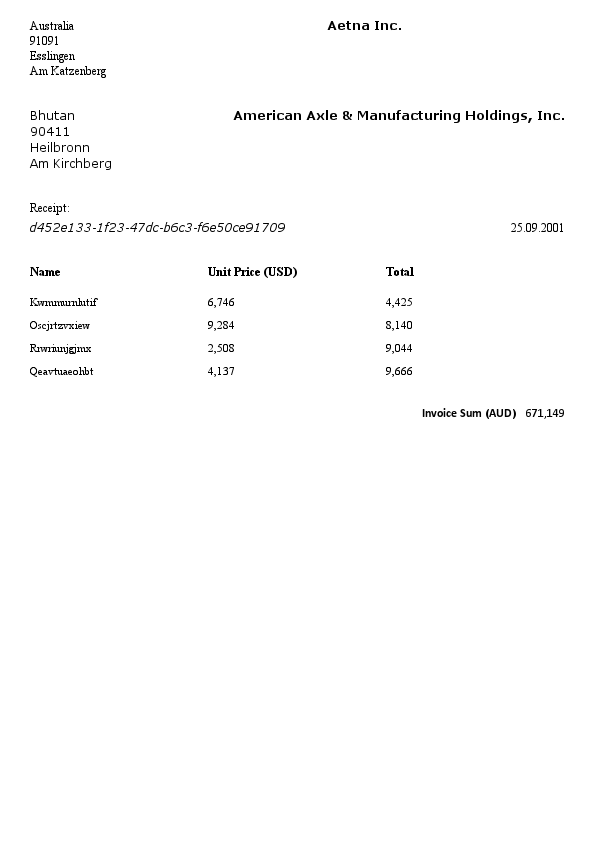 Australia
Aetna Inc.
91091
Esslingen
Am Katzenberg
Bhutan
American Axle & Manufacturing Holdings, Inc.
90411
Heilbronn
Am Kirchberg
Receipt:
d452e133-1f23-47dc-b6c3-f6e50ce91709 25.09.2001
Name Unit Price (USD) Total
Kwmmurnlutif 6,746 4,425
Oscjrtzvxiew 9,284 8,140
Rrwriunjgjmx 2,508 9,044
Qeavtuaeohbt 4,137 9,666
Invoice Sum (AUD) 671,149